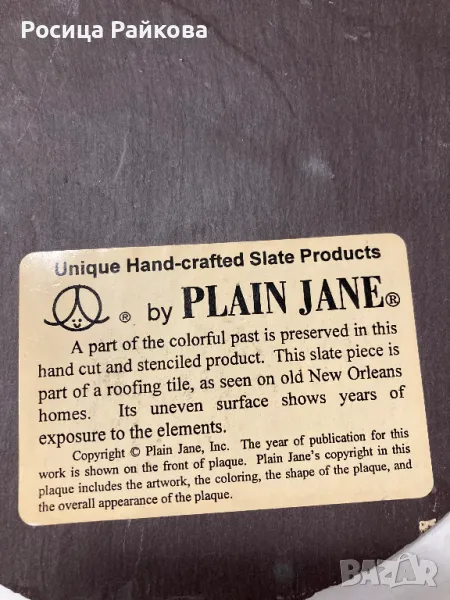 Росица Райкова
Unique Hand-crafted Slate Products
® by PLAIN JANE®
A part of the colorful past is preserved in this
hand cut and stenciled product. This slate piece is
part of a roofing tile, as seen on old New Orleans
homes. Its uneven surface shows years of
exposure to the elements.
Copyright © Plain Jane, Inc. The year of publication for this
work is shown on the front of plaque. Plain Jane's copyright in this
plaque includes the artwork, the coloring, the shape of the plaque, and
the overall appearance of the plaque.
BAZAR